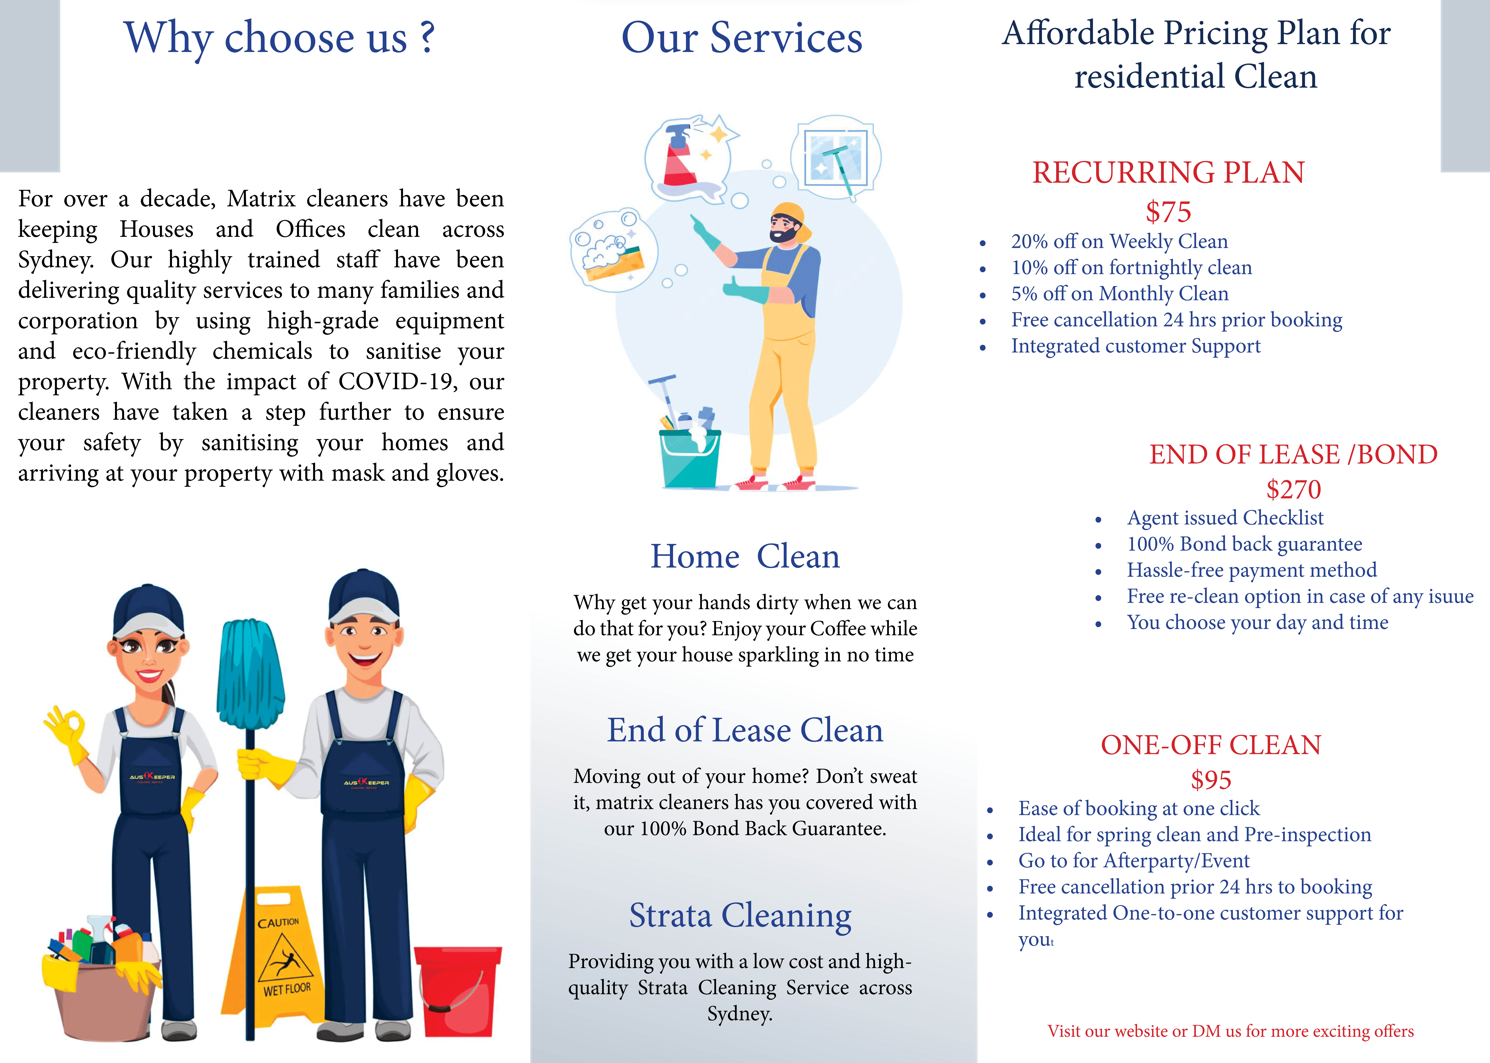 Why choose us ?
For over a decade, Matrix cleaners have been
keeping Houses and Offices clean across
Sydney. Our highly trained staff have been
delivering quality services to many families and
corporation by using high-grade equipment
and eco-friendly chemicals to sanitise your
property. With the impact of COVID-19, our
cleaners have taken a step further to ensure
your safety by sanitising your homes and
arriving at your property with mask and gloves.
AUS KEEPER
AUS KEEPER
CAUTION
WET FLOOR
Our Services
Home Clean
Why get your hands dirty when we can
do that for you? Enjoy your Coffee while
we get your house sparkling in no time
End of Lease Clean
Moving out of your home? Don't sweat
it, matrix cleaners has you covered with
our 100% Bond Back Guarantee.
Strata Cleaning
Providing you with a low cost and high-
quality Strata Cleaning Service across
Sydney.
Affordable Pricing Plan for
residential Clean
RECURRING PLAN
$75
• 20% off on Weekly Clean
• 10% off on fortnightly clean
• 5% off on Monthly Clean
• Free cancellation 24 hrs prior booking
• Integrated customer Support
END OF LEASE /BOND
$270
• Agent issued Checklist
• 100% Bond back guarantee
• Hassle-free payment method
• Free re-clean option in case of any isuue
• You choose your day and time
ONE-OFF CLEAN
$95
• Ease of booking at one click
• Ideal for spring clean and Pre-inspection
• Go to for Afterparty/Event
• Free cancellation prior 24 hrs to booking
• Integrated One-to-one customer support for
yout
Visit our website or DM us for more exciting offers